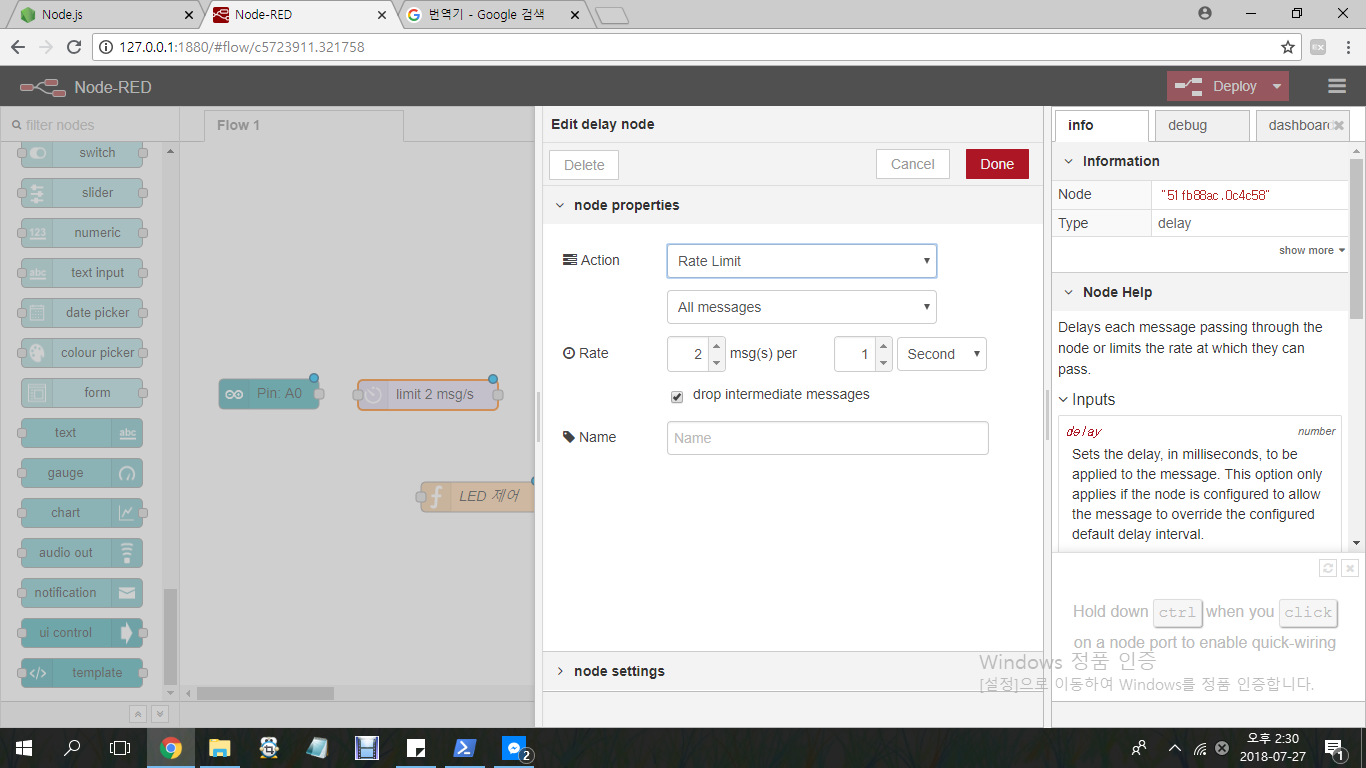 Node.js
Node-RED
번역기 - Google 검색
127.0.0.1:1880/#flow/c5723911.321758
Node-RED
Deploy
filter nodes
switch
slider
numeric
text input
date picker
colour picker
form
text
gauge
chart
audio out
notification
ui control
template
123
abc
abc
Flow 1
Pin: A0
limit 2 msg/s
LED 제어
Edit delay node
Delete
Cancel
Done
node properties
Action
Rate Limit
All messages
Rate
2
msg(s) per
1
Second
drop intermediate messages
Name
Name
node settings
info
debug
dashboard
Information
Node
"51fb88ac.0c4c58"
Type
delay
show more
Node Help
Delays each message passing through the
node or limits the rate at which they can
pass.
Inputs
delay
number
Sets the delay, in milliseconds, to be
applied to the message. This option only
applies if the node is configured to allow
the message to override the configured
default delay interval.
Hold down ctrl when you click
on a node port to enable quick-wiring
Windows 정품 인증
[설정]으로 이동하여 Windows를 정품 인증합니다.
2
오후 2:30
2018-07-27
1